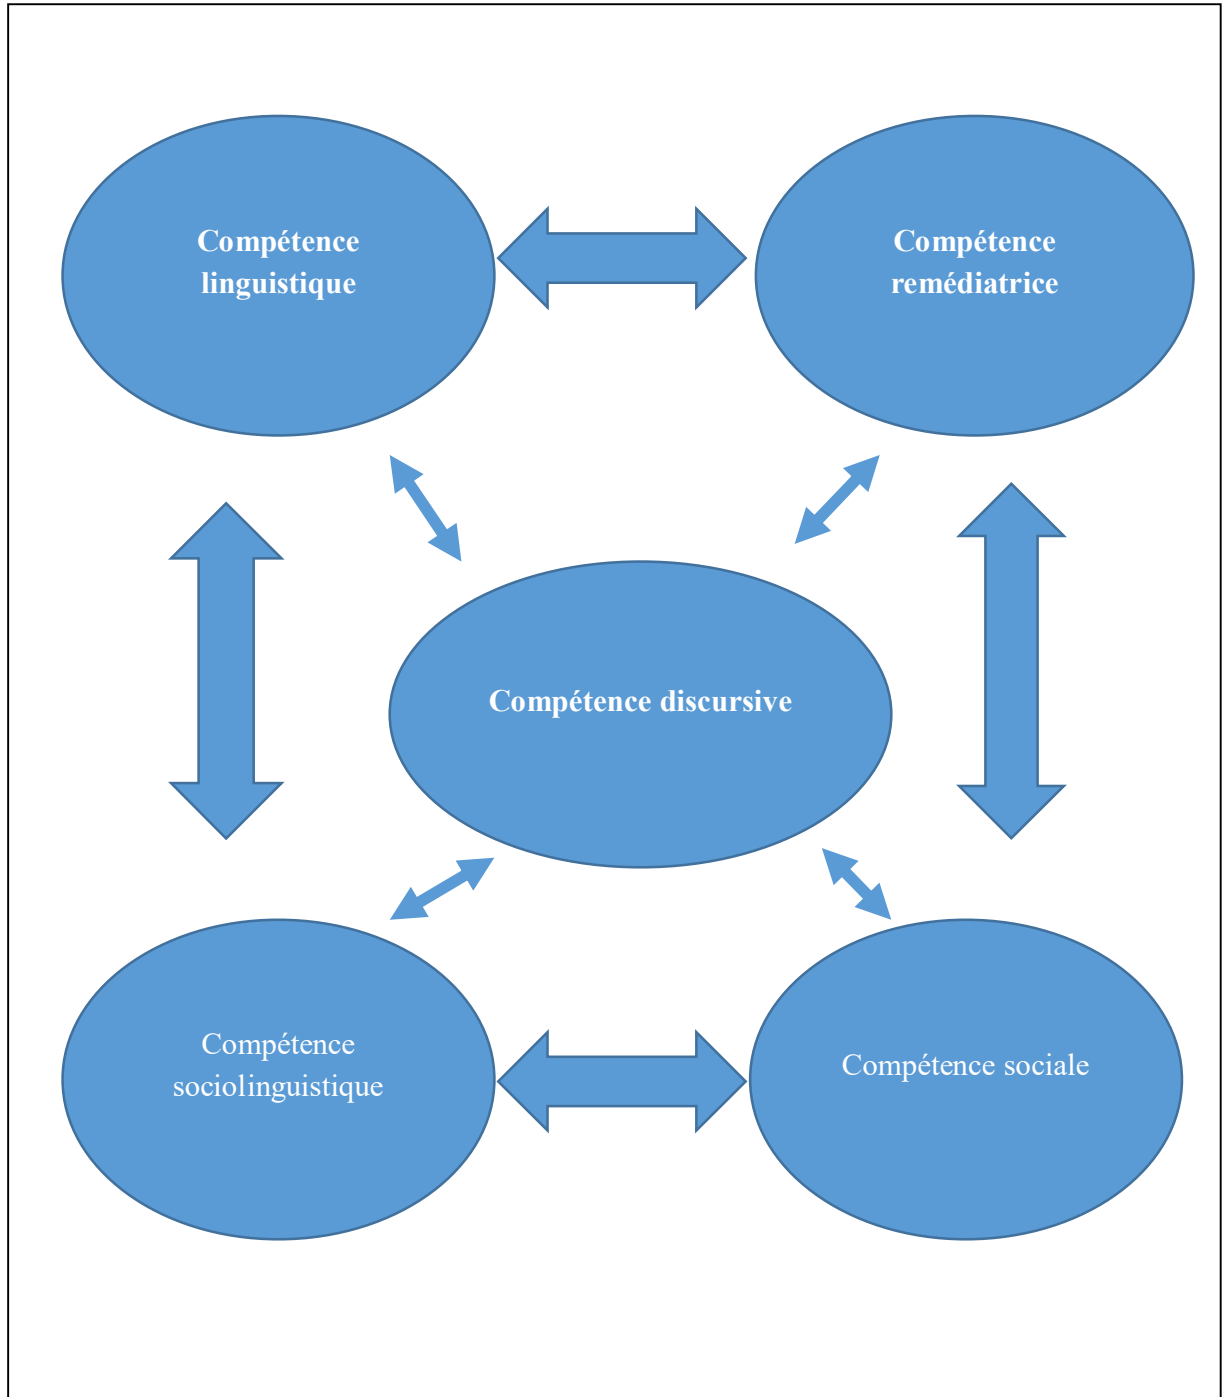 Compétence
linguistique
Compétence
remédiatrice
Compétence discursive
Compétence
sociolinguistique
Compétence sociale